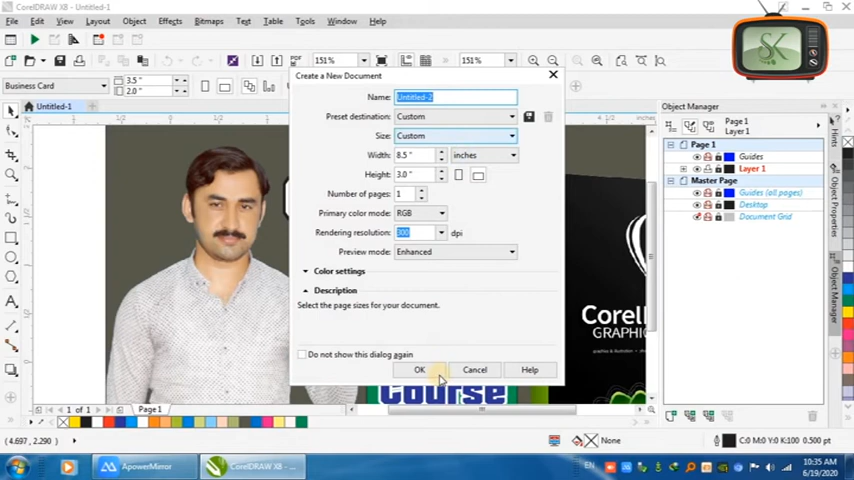 CorelDRAW X8 - Untitled-1
File Edit View Layout Object Effects Bitmaps Text Table Tools Window Help
151%
151%
Business Card
3.5 "
2.0 "
Untitled-1
Create a New Document
Name: Untitled-2
Preset destination: Custom
Size: Custom
Width: 8.5 " inches
Height: 3.0 "
Number of pages: 1
Primary color mode: RGB
Rendering resolution: 300 dpi
Preview mode: Enhanced
Color settings
Description
Select the page sizes for your document.
Do not show this dialog again
OK Cancel Help
SK
Object Manager
Page 1
Layer 1
Page 1
Guides
Layer 1
Master Page
Guides (all pages)
Desktop
Document Grid
Hints
Object Properties
Object Manager
Corel
GRAPHIC
Course
1 of 1
Page 1
(4.697, 2.290)
None
C:0 M:0 Y:0 K:100 0.500 pt
ApowerMirror
CorelDRAW X8 - ...
EN
10:35 AM
6/19/2020